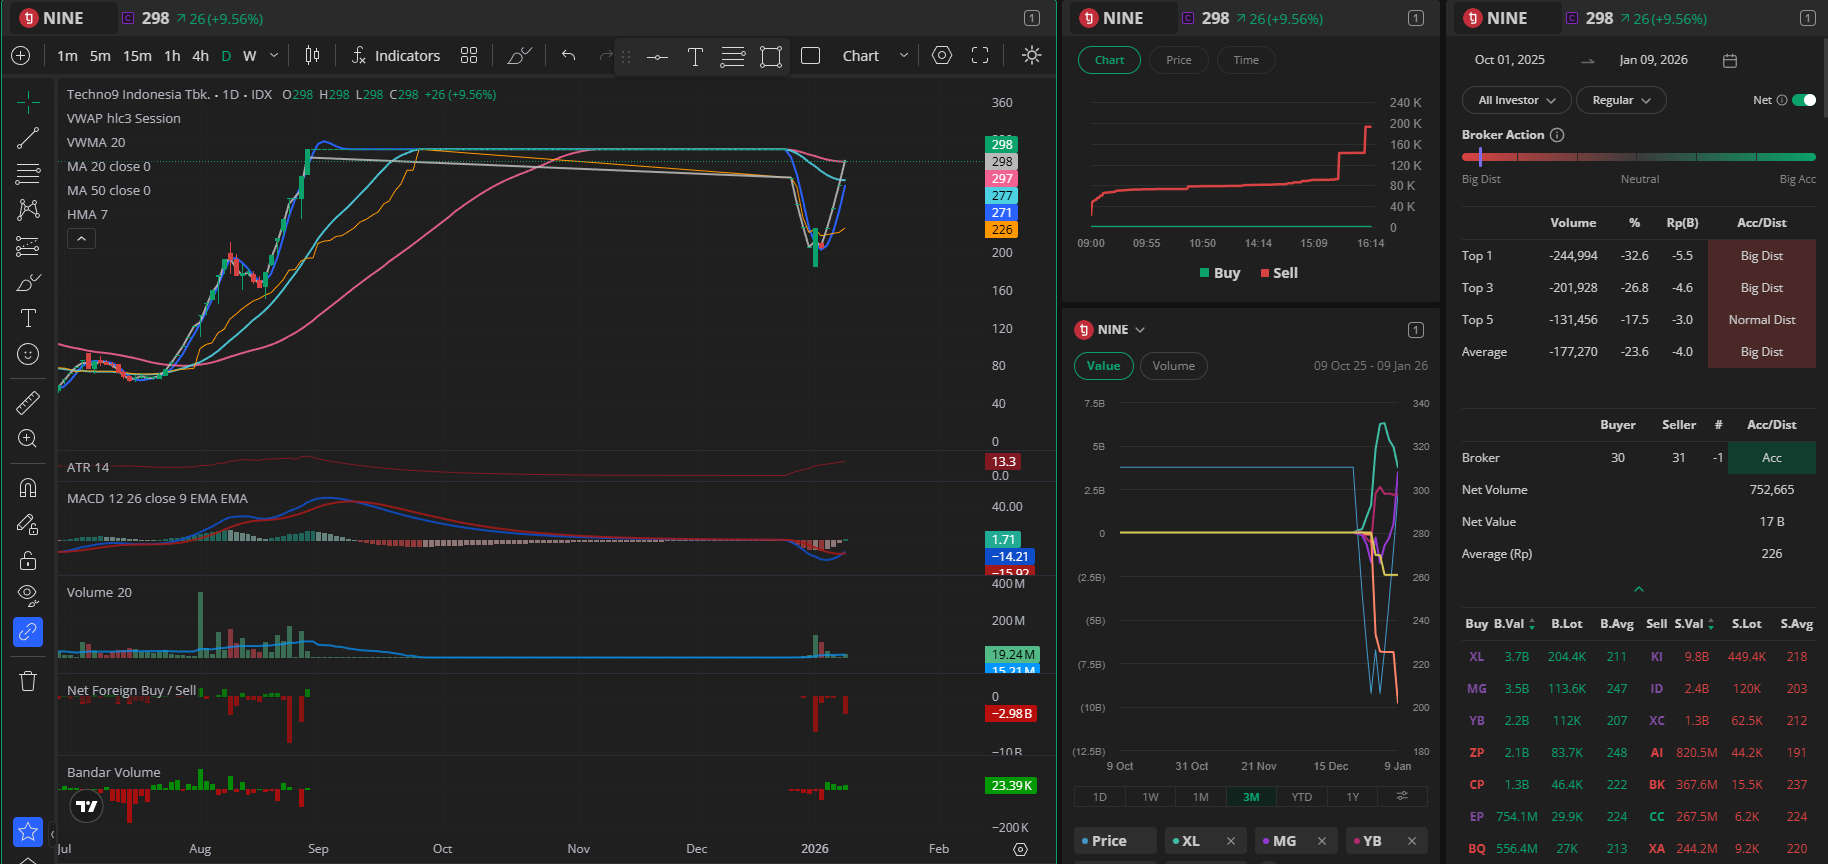 NINE C 298 26 (+9.56%) 1
1m 5m 15m 1h 4h D W Indicators Chart
Techno9 Indonesia Tbk. · 1D · IDX O298 H298 L298 C298 +26 (+9.56%)
VWAP hlc3 Session
VWMA 20
MA 20 close 0
MA 50 close 0
HMA 7
360
298
298
297
277
271
226
200
160
120
80
40
0
ATR 14
13.3
0.0
MACD 12 26 close 9 EMA EMA
40.00
1.71
−14.21
−15.92
Volume 20
400 M
200 M
19.24 M
15.21 M
Net Foreign Buy / Sell
0
−2.98 B
−10 B
Bandar Volume
23.39 K
−200 K
Jul Aug Sep Oct Nov Dec 2026 Feb
NINE C 298 26 (+9.56%) 1
Chart Price Time
240 K
200 K
160 K
120 K
80 K
40 K
0
09:00 09:55 10:50 14:14 15:09 16:14
Buy Sell
NINE 1
Value Volume 09 Oct 25 - 09 Jan 26
7.5B 340
5B 320
2.5B 300
0 280
(2.5B) 260
(5B) 240
(7.5B) 220
(10B) 200
(12.5B) 180
9 Oct 31 Oct 21 Nov 15 Dec 9 Jan
1D 1W 1M 3M YTD 1Y
Price XL MG YB
NINE C 298 26 (+9.56%) 1
Oct 01, 2025 Jan 09, 2026
All Investor Regular Net
Broker Action
Big Dist Neutral Big Acc
Volume % Rp(B) Acc/Dist
Top 1 -244,994 -32.6 -5.5 Big Dist
Top 3 -201,928 -26.8 -4.6 Big Dist
Top 5 -131,456 -17.5 -3.0 Normal Dist
Average -177,270 -23.6 -4.0 Big Dist
Buyer Seller # Acc/Dist
Broker 30 31 -1 Acc
Net Volume 752,665
Net Value 17 B
Average (Rp) 226
Buy B.Val B.Lot B.Avg Sell S.Val S.Lot S.Avg
XL 3.7B 204.4K 211 KI 9.8B 449.4K 218
MG 3.5B 113.6K 247 ID 2.4B 120K 203
YB 2.2B 112K 207 XC 1.3B 62.5K 212
ZP 2.1B 83.7K 248 AI 820.5M 44.2K 191
CP 1.3B 46.4K 222 BK 367.6M 15.5K 237
EP 754.1M 29.9K 224 CC 267.5M 6.2K 224
BQ 556.4M 27K 213 XA 244.2M 9.2K 220